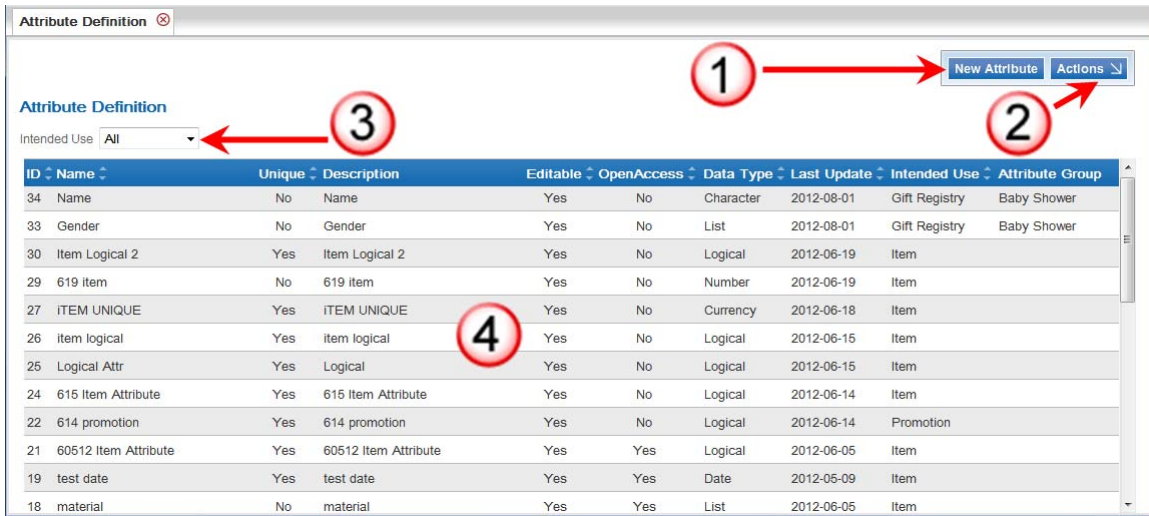 Attribute Definition
1
New Attribute Actions
2
Attribute Definition
3
Intended Use All
ID Name Unique Description Editable OpenAccess Data Type Last Update Intended Use Attribute Group
34 Name No Name Yes No Character 2012-08-01 Gift Registry Baby Shower
33 Gender No Gender Yes No List 2012-08-01 Gift Registry Baby Shower
30 Item Logical 2 Yes Item Logical 2 Yes No Logical 2012-06-19 Item
29 619 item No 619 item Yes No Number 2012-06-19 Item
27 iTEM UNIQUE Yes iTEM UNIQUE Yes No Currency 2012-06-18 Item
4
26 item logical Yes item logical Yes No Logical 2012-06-15 Item
25 Logical Attr Yes Logical Yes No Logical 2012-06-15 Item
24 615 Item Attribute Yes 615 Item Attribute Yes No Logical 2012-06-14 Item
22 614 promotion Yes 614 promotion Yes No Logical 2012-06-14 Promotion
21 60512 Item Attribute Yes 60512 Item Attribute Yes Yes Logical 2012-06-05 Item
19 test date Yes test date Yes Yes Date 2012-05-09 Item
18 material No material Yes Yes List 2012-06-05 Item